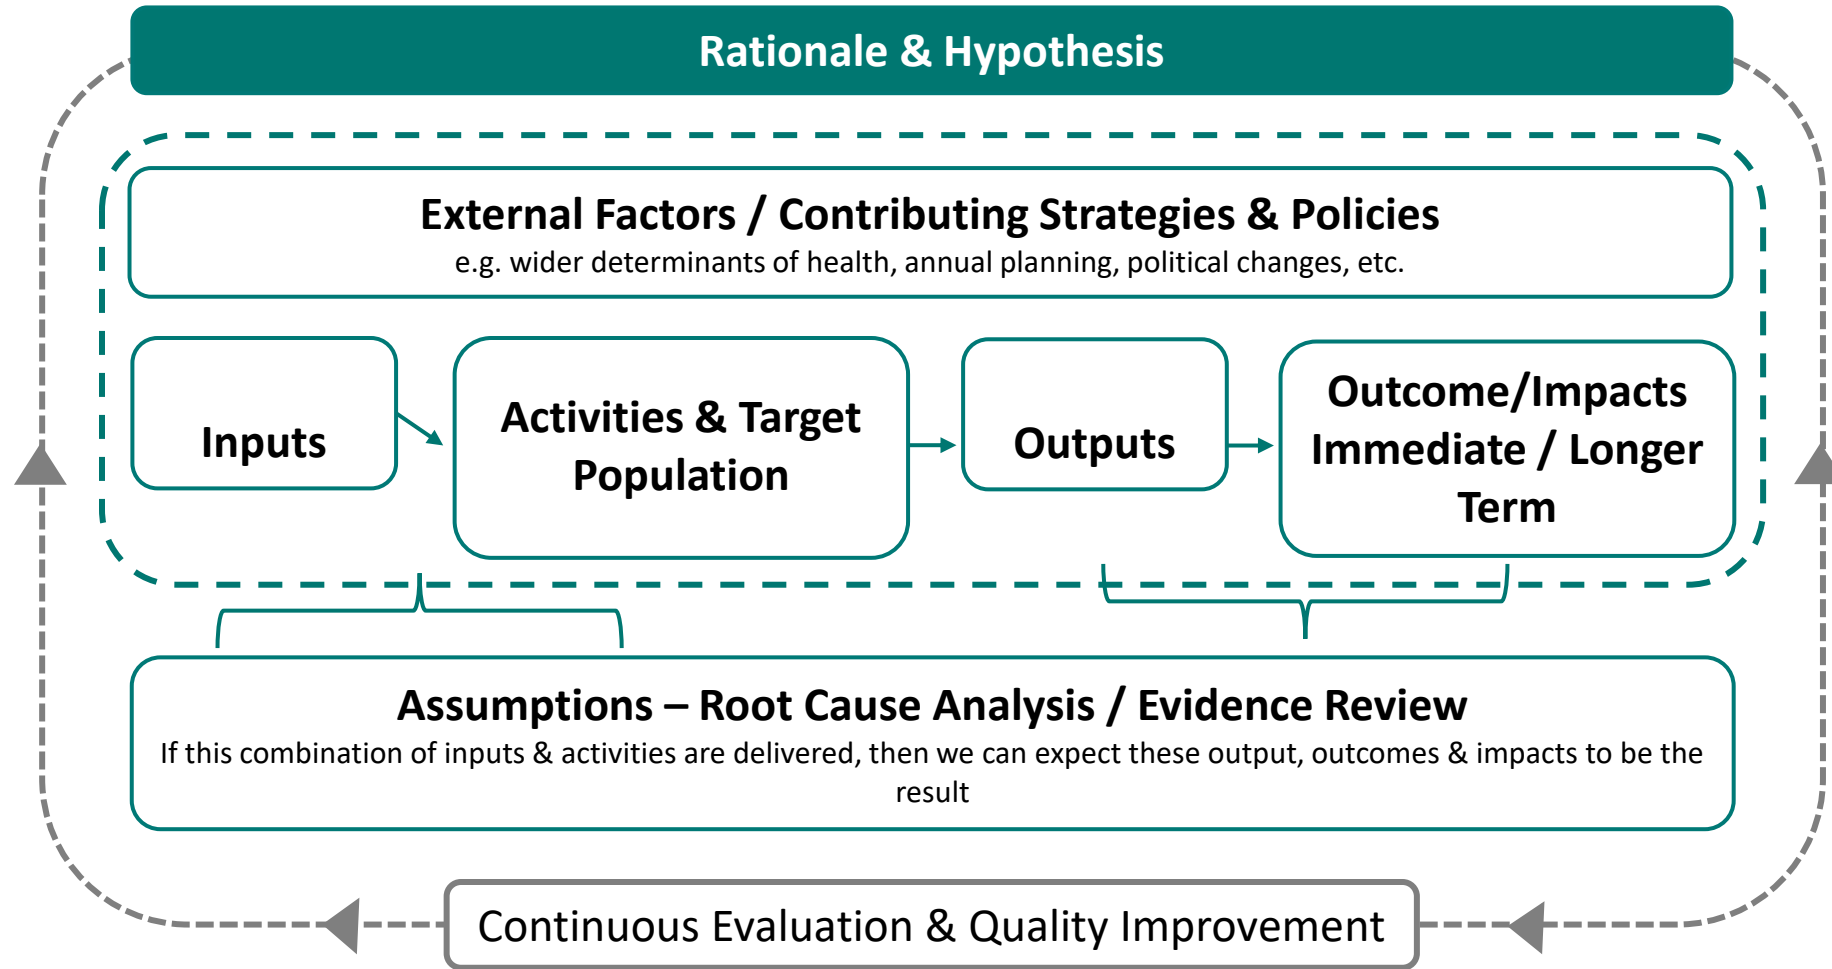 Rationale & Hypothesis
External Factors / Contributing Strategies & Policies
e.g. wider determinants of health, annual planning, political changes, etc.
Inputs
Activities & Target
Population
Outputs
Outcome/Impacts
Immediate / Longer
Term
Assumptions – Root Cause Analysis / Evidence Review
If this combination of inputs & activities are delivered, then we can expect these output, outcomes & impacts to be the
result
Continuous Evaluation & Quality Improvement